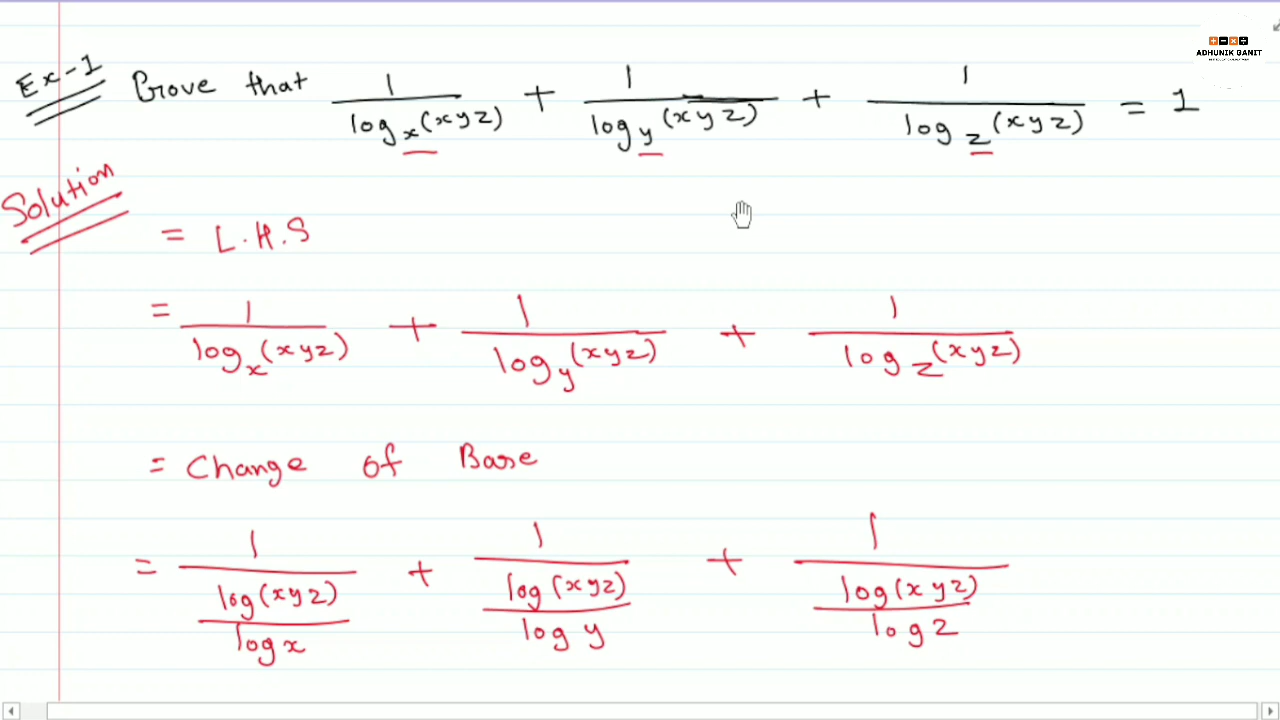 ADHUNIK GANIT
Ex-1 Prove that 1/log_x(xyz) + 1/log_y(xyz) + 1/log_z(xyz) = 1
Solution
= L.H.S
= 1/log_x(xyz) + 1/log_y(xyz) + 1/log_z(xyz)
= Change of Base
= 1/(log(xyz)/log x) + 1/(log(xyz)/log y) + 1/(log(xyz)/log z)